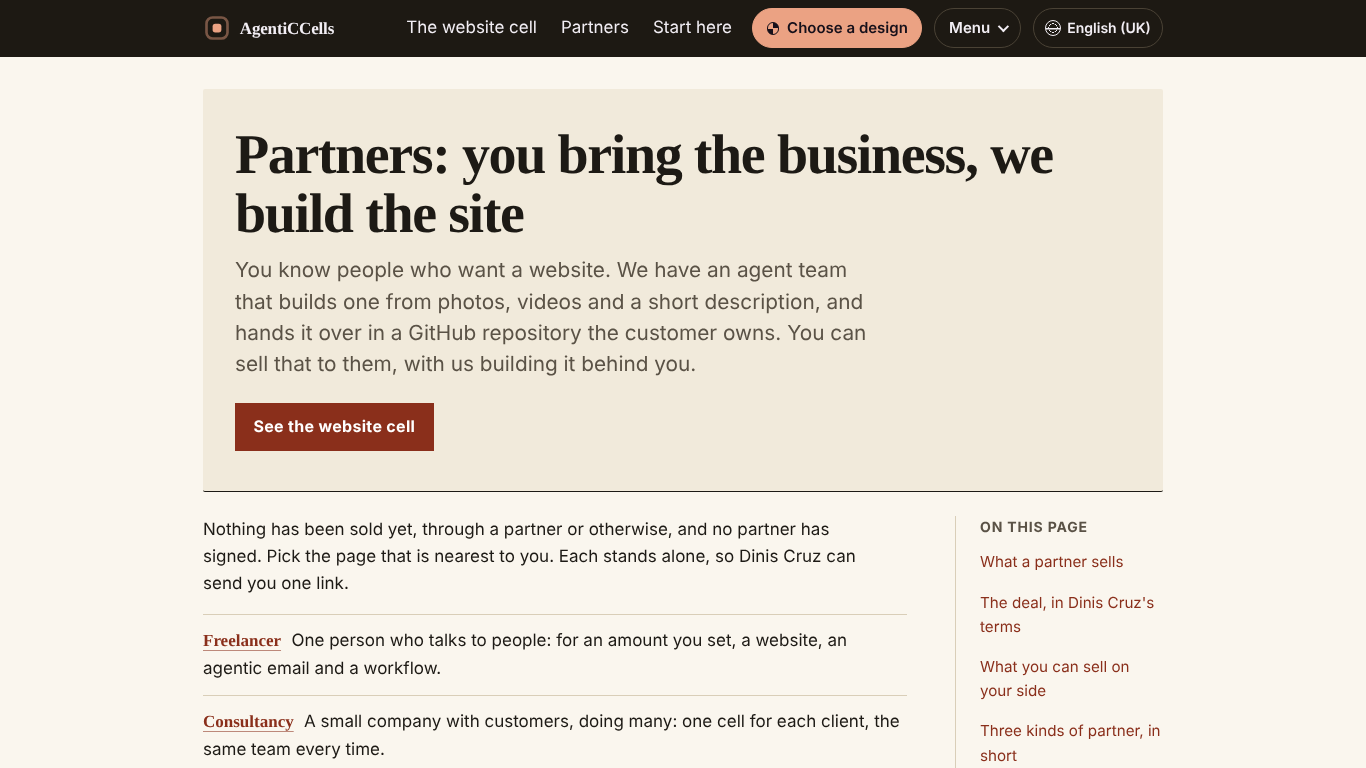 AgentiCCells
The website cell
Partners
Start here
Choose a design
Menu
English (UK)
Partners: you bring the business, we
build the site
You know people who want a website. We have an agent team
that builds one from photos, videos and a short description, and
hands it over in a GitHub repository the customer owns. You can
sell that to them, with us building it behind you.
See the website cell
Nothing has been sold yet, through a partner or otherwise, and no partner has
signed. Pick the page that is nearest to you. Each stands alone, so Dinis Cruz can
send you one link.
Freelancer One person who talks to people: for an amount you set, a website, an
agentic email and a workflow.
Consultancy A small company with customers, doing many: one cell for each client, the
same team every time.
ON THIS PAGE
What a partner sells
The deal, in Dinis Cruz's
terms
What you can sell on
your side
Three kinds of partner, in
short